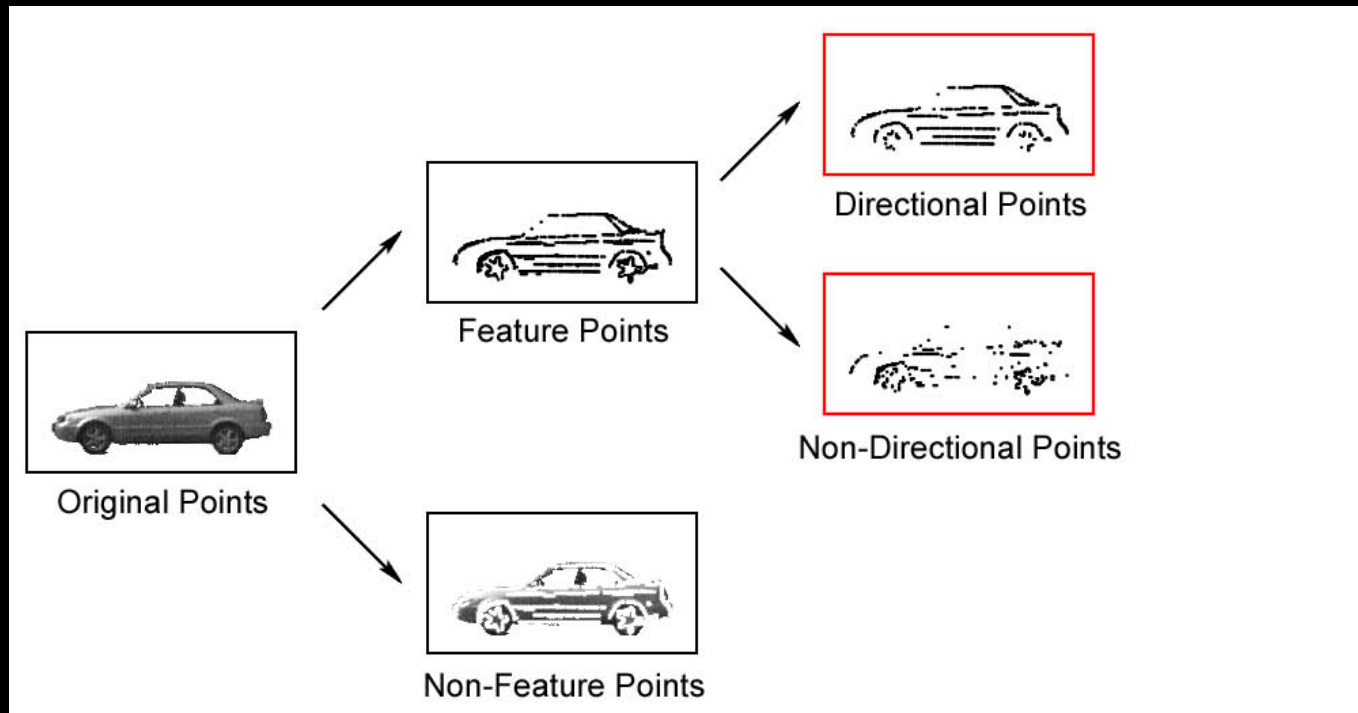 Directional Points
Feature Points
Non-Directional Points
Original Points
Non-Feature Points